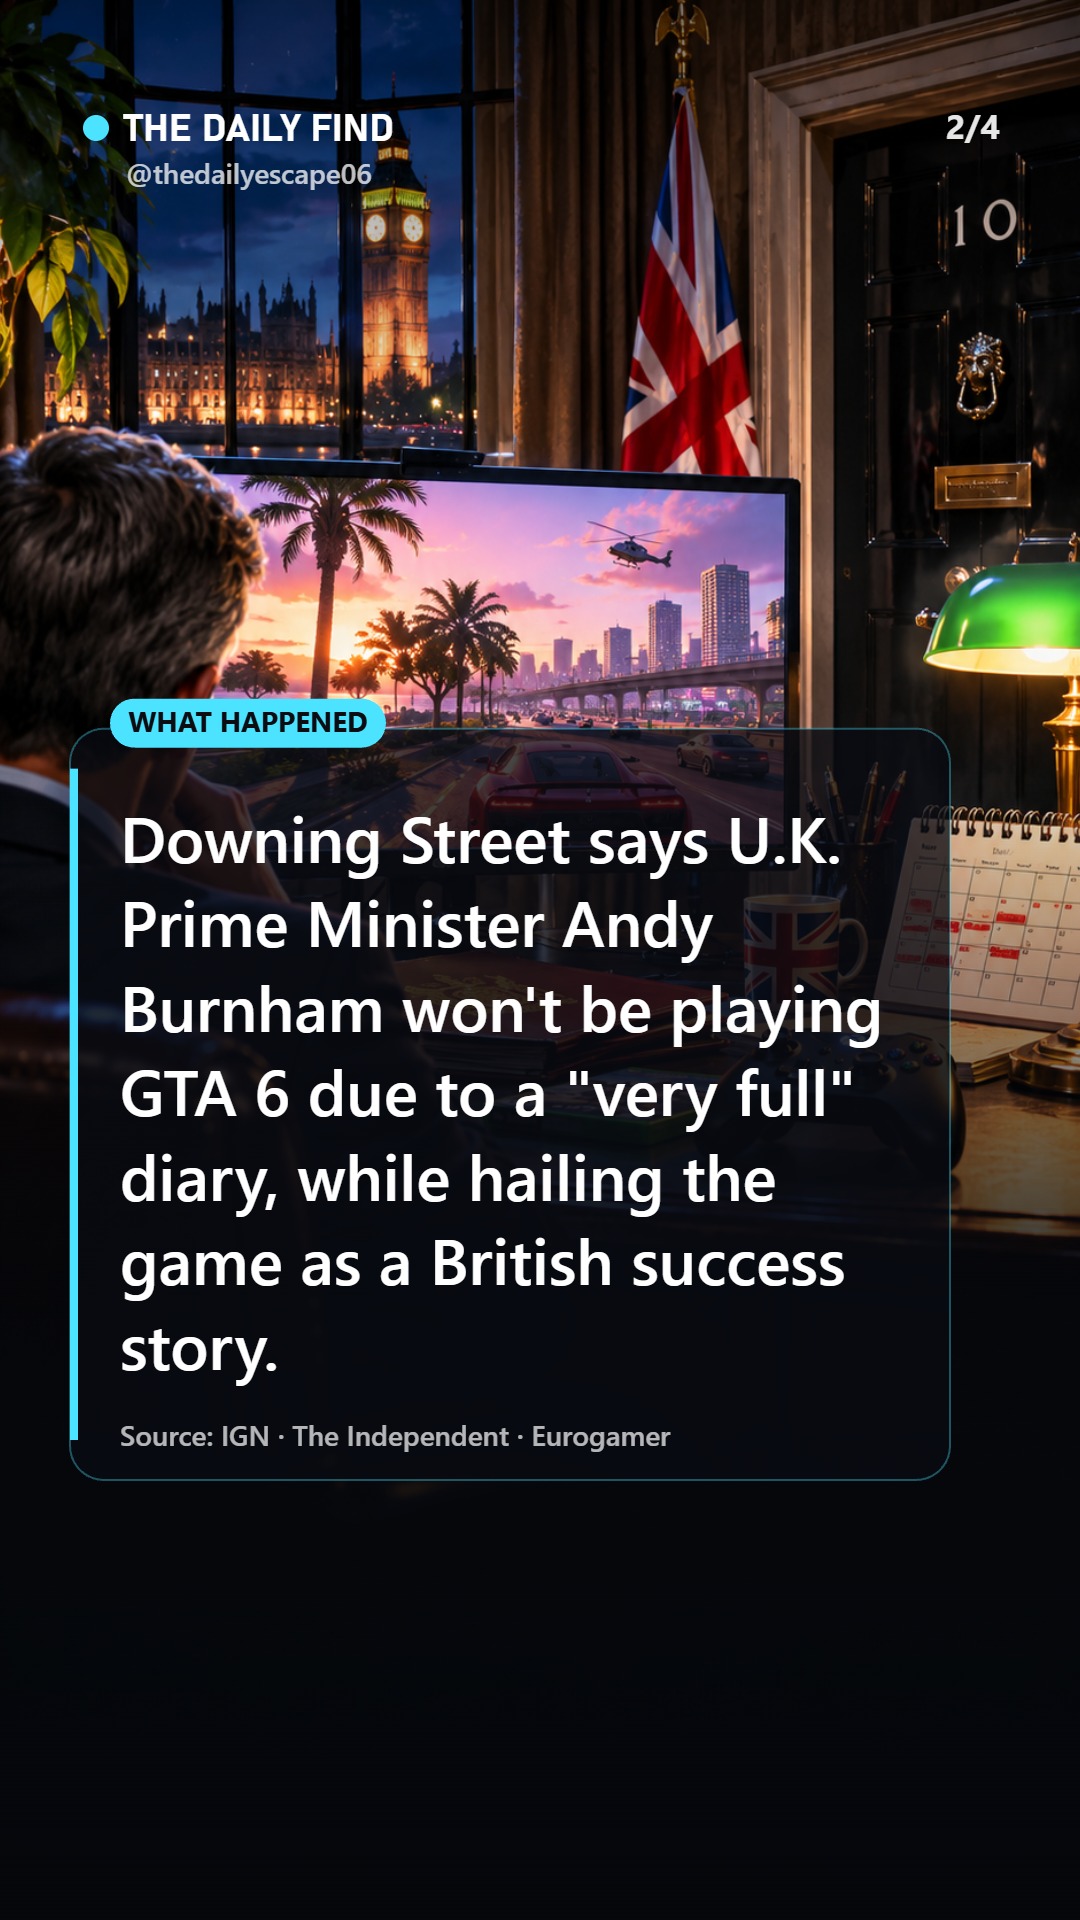 THE DAILY FIND
@thedailyescape06
2/4
10
WHAT HAPPENED
Downing Street says U.K.
Prime Minister Andy
Burnham won't be playing
GTA 6 due to a "very full"
diary, while hailing the
game as a British success
story.
Source: IGN · The Independent · Eurogamer